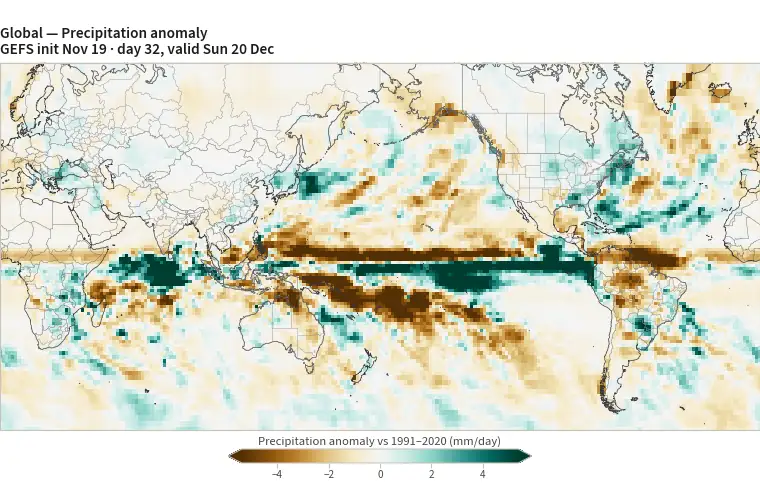 Global — Precipitation anomaly
GEFS init Nov 19 · day 32, valid Sun 20 Dec
Precipitation anomaly vs 1991–2020 (mm/day)
−4 −2 0 2 4